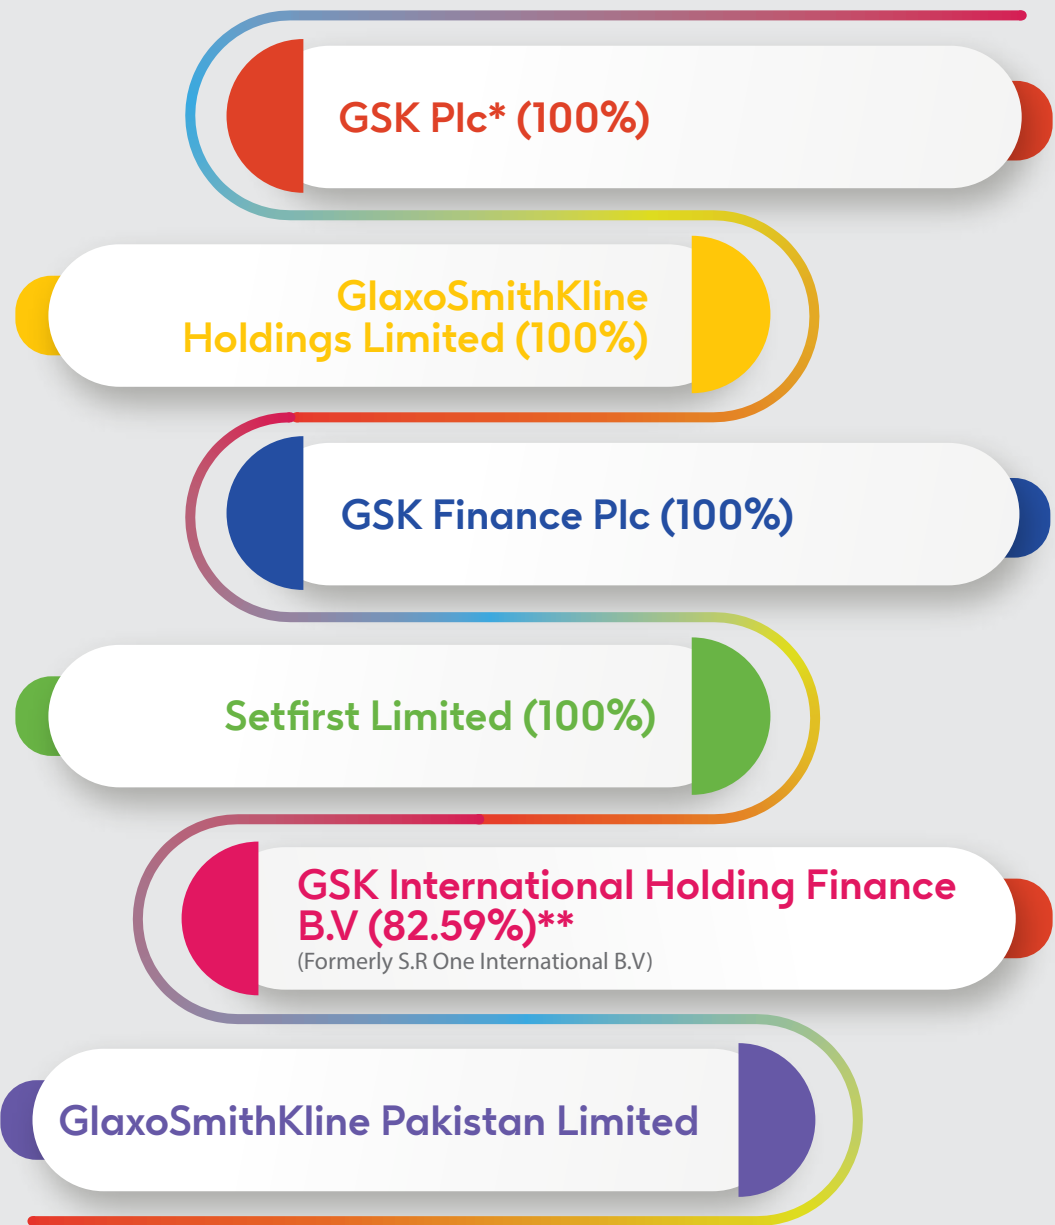 GSK Plc* (100%)
GlaxoSmithKline
Holdings Limited (100%)
GSK Finance Plc (100%)
Setfirst Limited (100%)
GSK International Holding Finance
B.V (82.59%)**
(Formerly S.R One International B.V)
GlaxoSmithKline Pakistan Limited